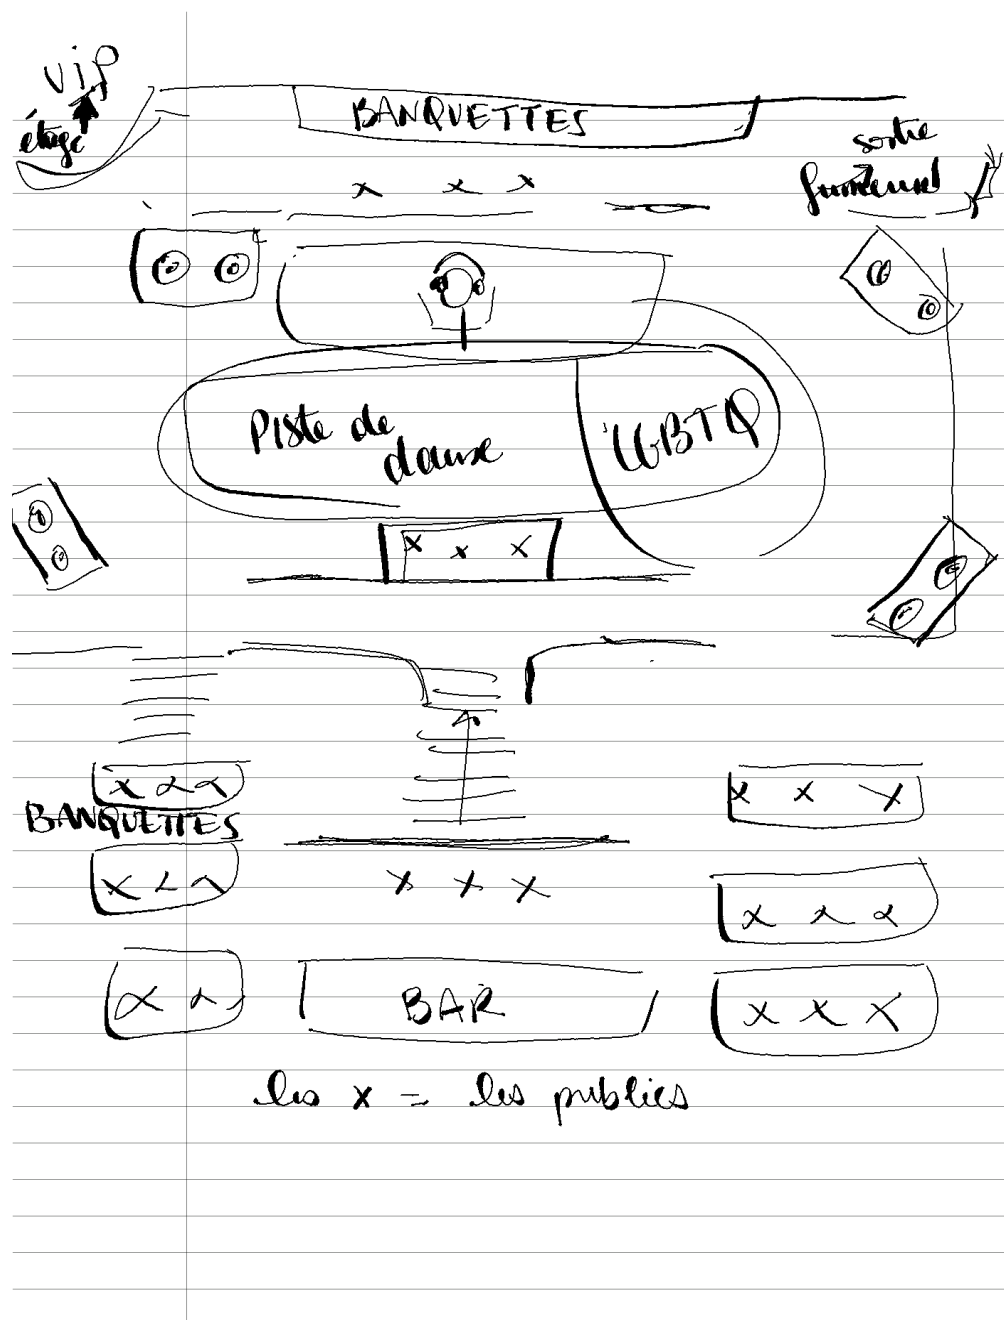 vip
étage
BANQUETTES
x x x
sortie
fumeurs
Piste de
danse
LGBTQ
x x x
x x x
BANQUETTES
x x x
x x x
x x x
x x x
x x
BAR
x x x
x x x
les x = les publics